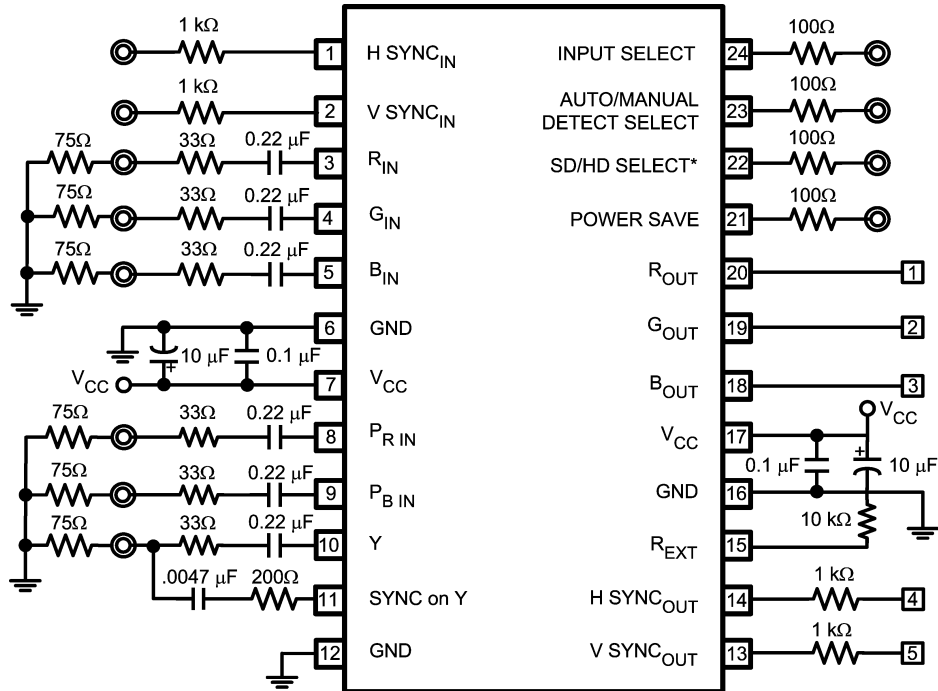 1 kΩ
1 H SYNC_IN
1 kΩ
2 V SYNC_IN
75Ω 33Ω 0.22 μF
3 R_IN
75Ω 33Ω 0.22 μF
4 G_IN
75Ω 33Ω 0.22 μF
5 B_IN
6 GND
10 μF 0.1 μF
+
V_CC 7 V_CC
75Ω 33Ω 0.22 μF
8 P_R IN
75Ω 33Ω 0.22 μF
9 P_B IN
75Ω 33Ω 0.22 μF
10 Y
.0047 μF 200Ω
11 SYNC on Y
12 GND
100Ω
INPUT SELECT 24
100Ω
AUTO/MANUAL
DETECT SELECT 23
100Ω
SD/HD SELECT* 22
100Ω
POWER SAVE 21
R_OUT 20 1
G_OUT 19 2
B_OUT 18 3
V_CC
V_CC 17
0.1 μF + 10 μF
GND 16
10 kΩ
R_EXT 15
1 kΩ
H SYNC_OUT 14 4
1 kΩ
V SYNC_OUT 13 5